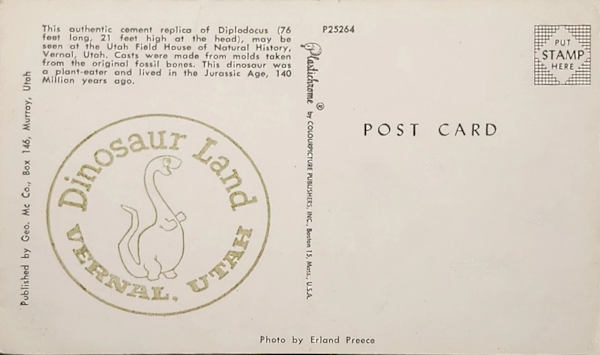 This authentic cement replica of Diplodocus (76
feet long, 21 feet high at the head), may be
seen at the Utah Field House of Natural History,
Vernal, Utah. Casts were made from molds taken
from the original fossil bones. This dinosaur was
a plant-eater and lived in the Jurassic Age, 140
Million years ago.
Published by Geo. Mc Co., Box 146, Murray, Utah
Dinosaur Land
VERNAL, UTAH
P25264
Plastichrome ® by COLOURPICTURE PUBLISHERS, INC., Boston 15, Mass., U.S.A.
PUT
STAMP
HERE
POST CARD
Photo by Erland Preece